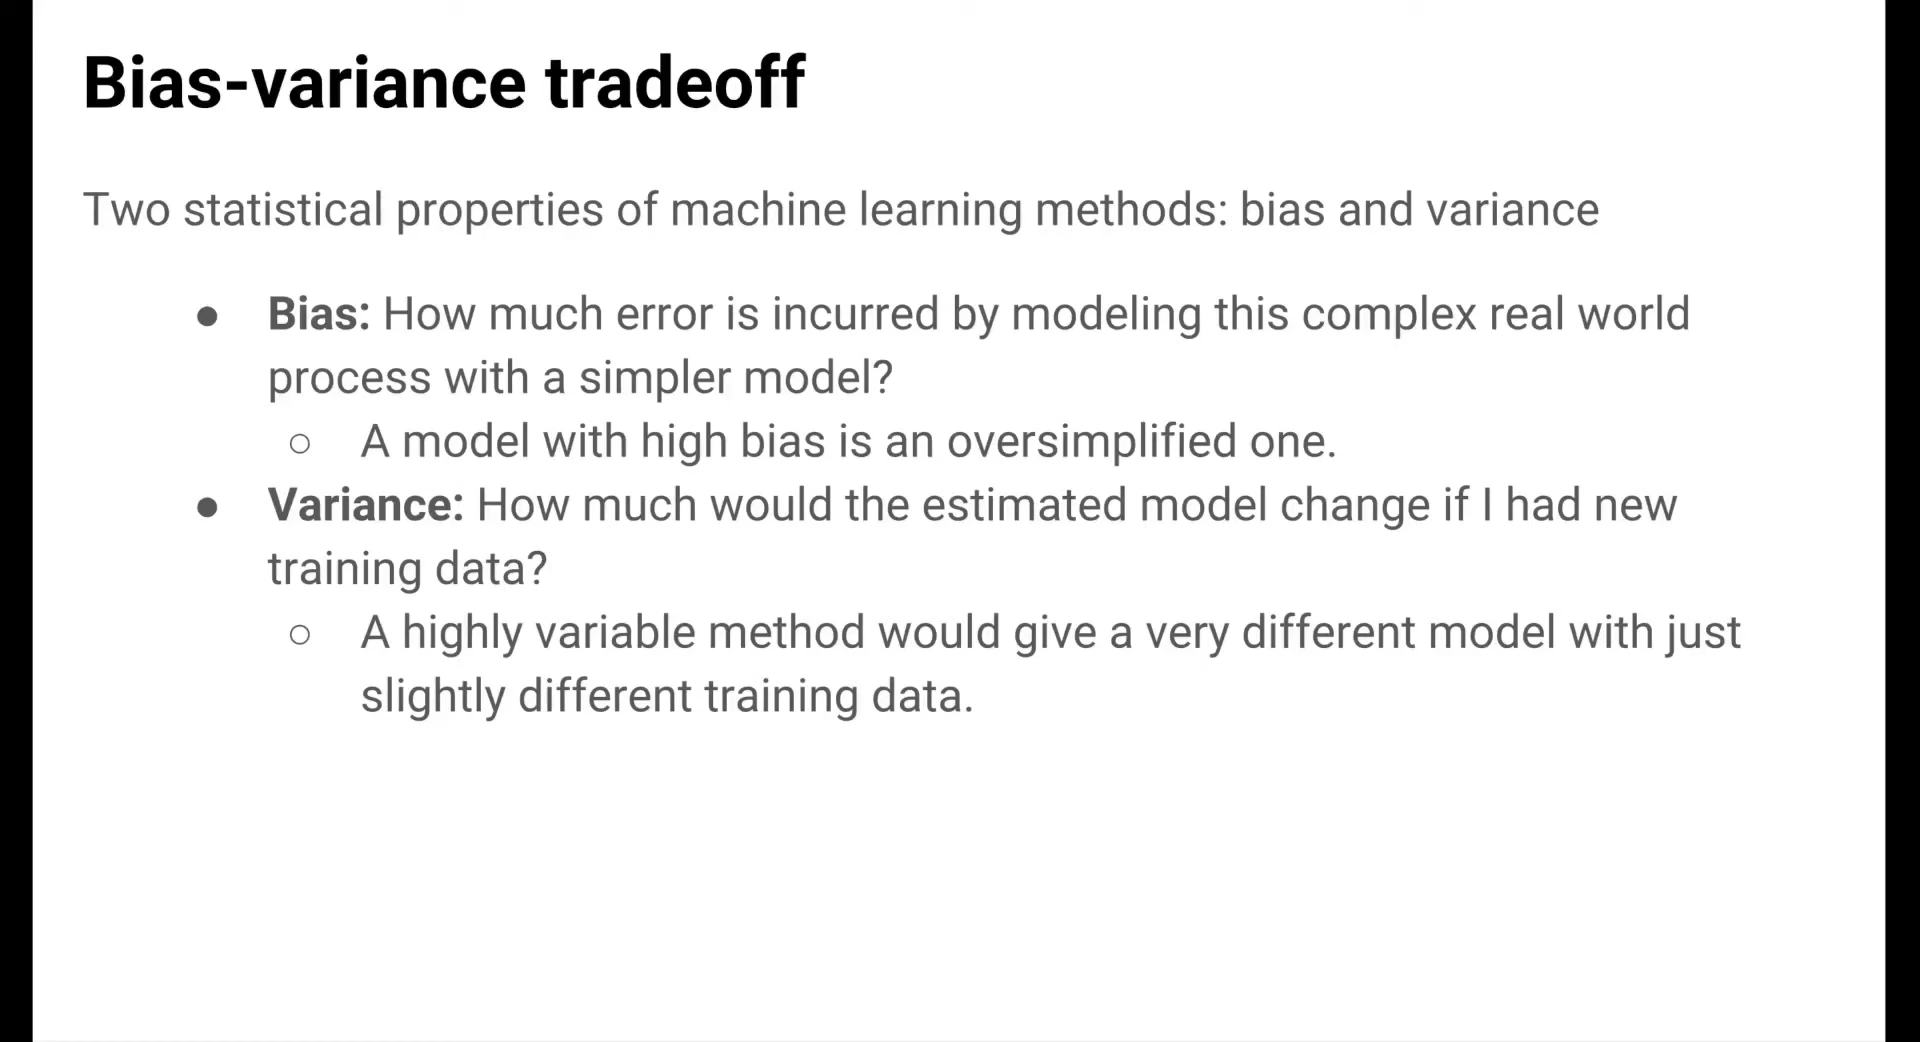 Bias-variance tradeoff
Two statistical properties of machine learning methods: bias and variance
● Bias: How much error is incurred by modeling this complex real world
process with a simpler model?
○ A model with high bias is an oversimplified one.
● Variance: How much would the estimated model change if I had new
training data?
○ A highly variable method would give a very different model with just
slightly different training data.